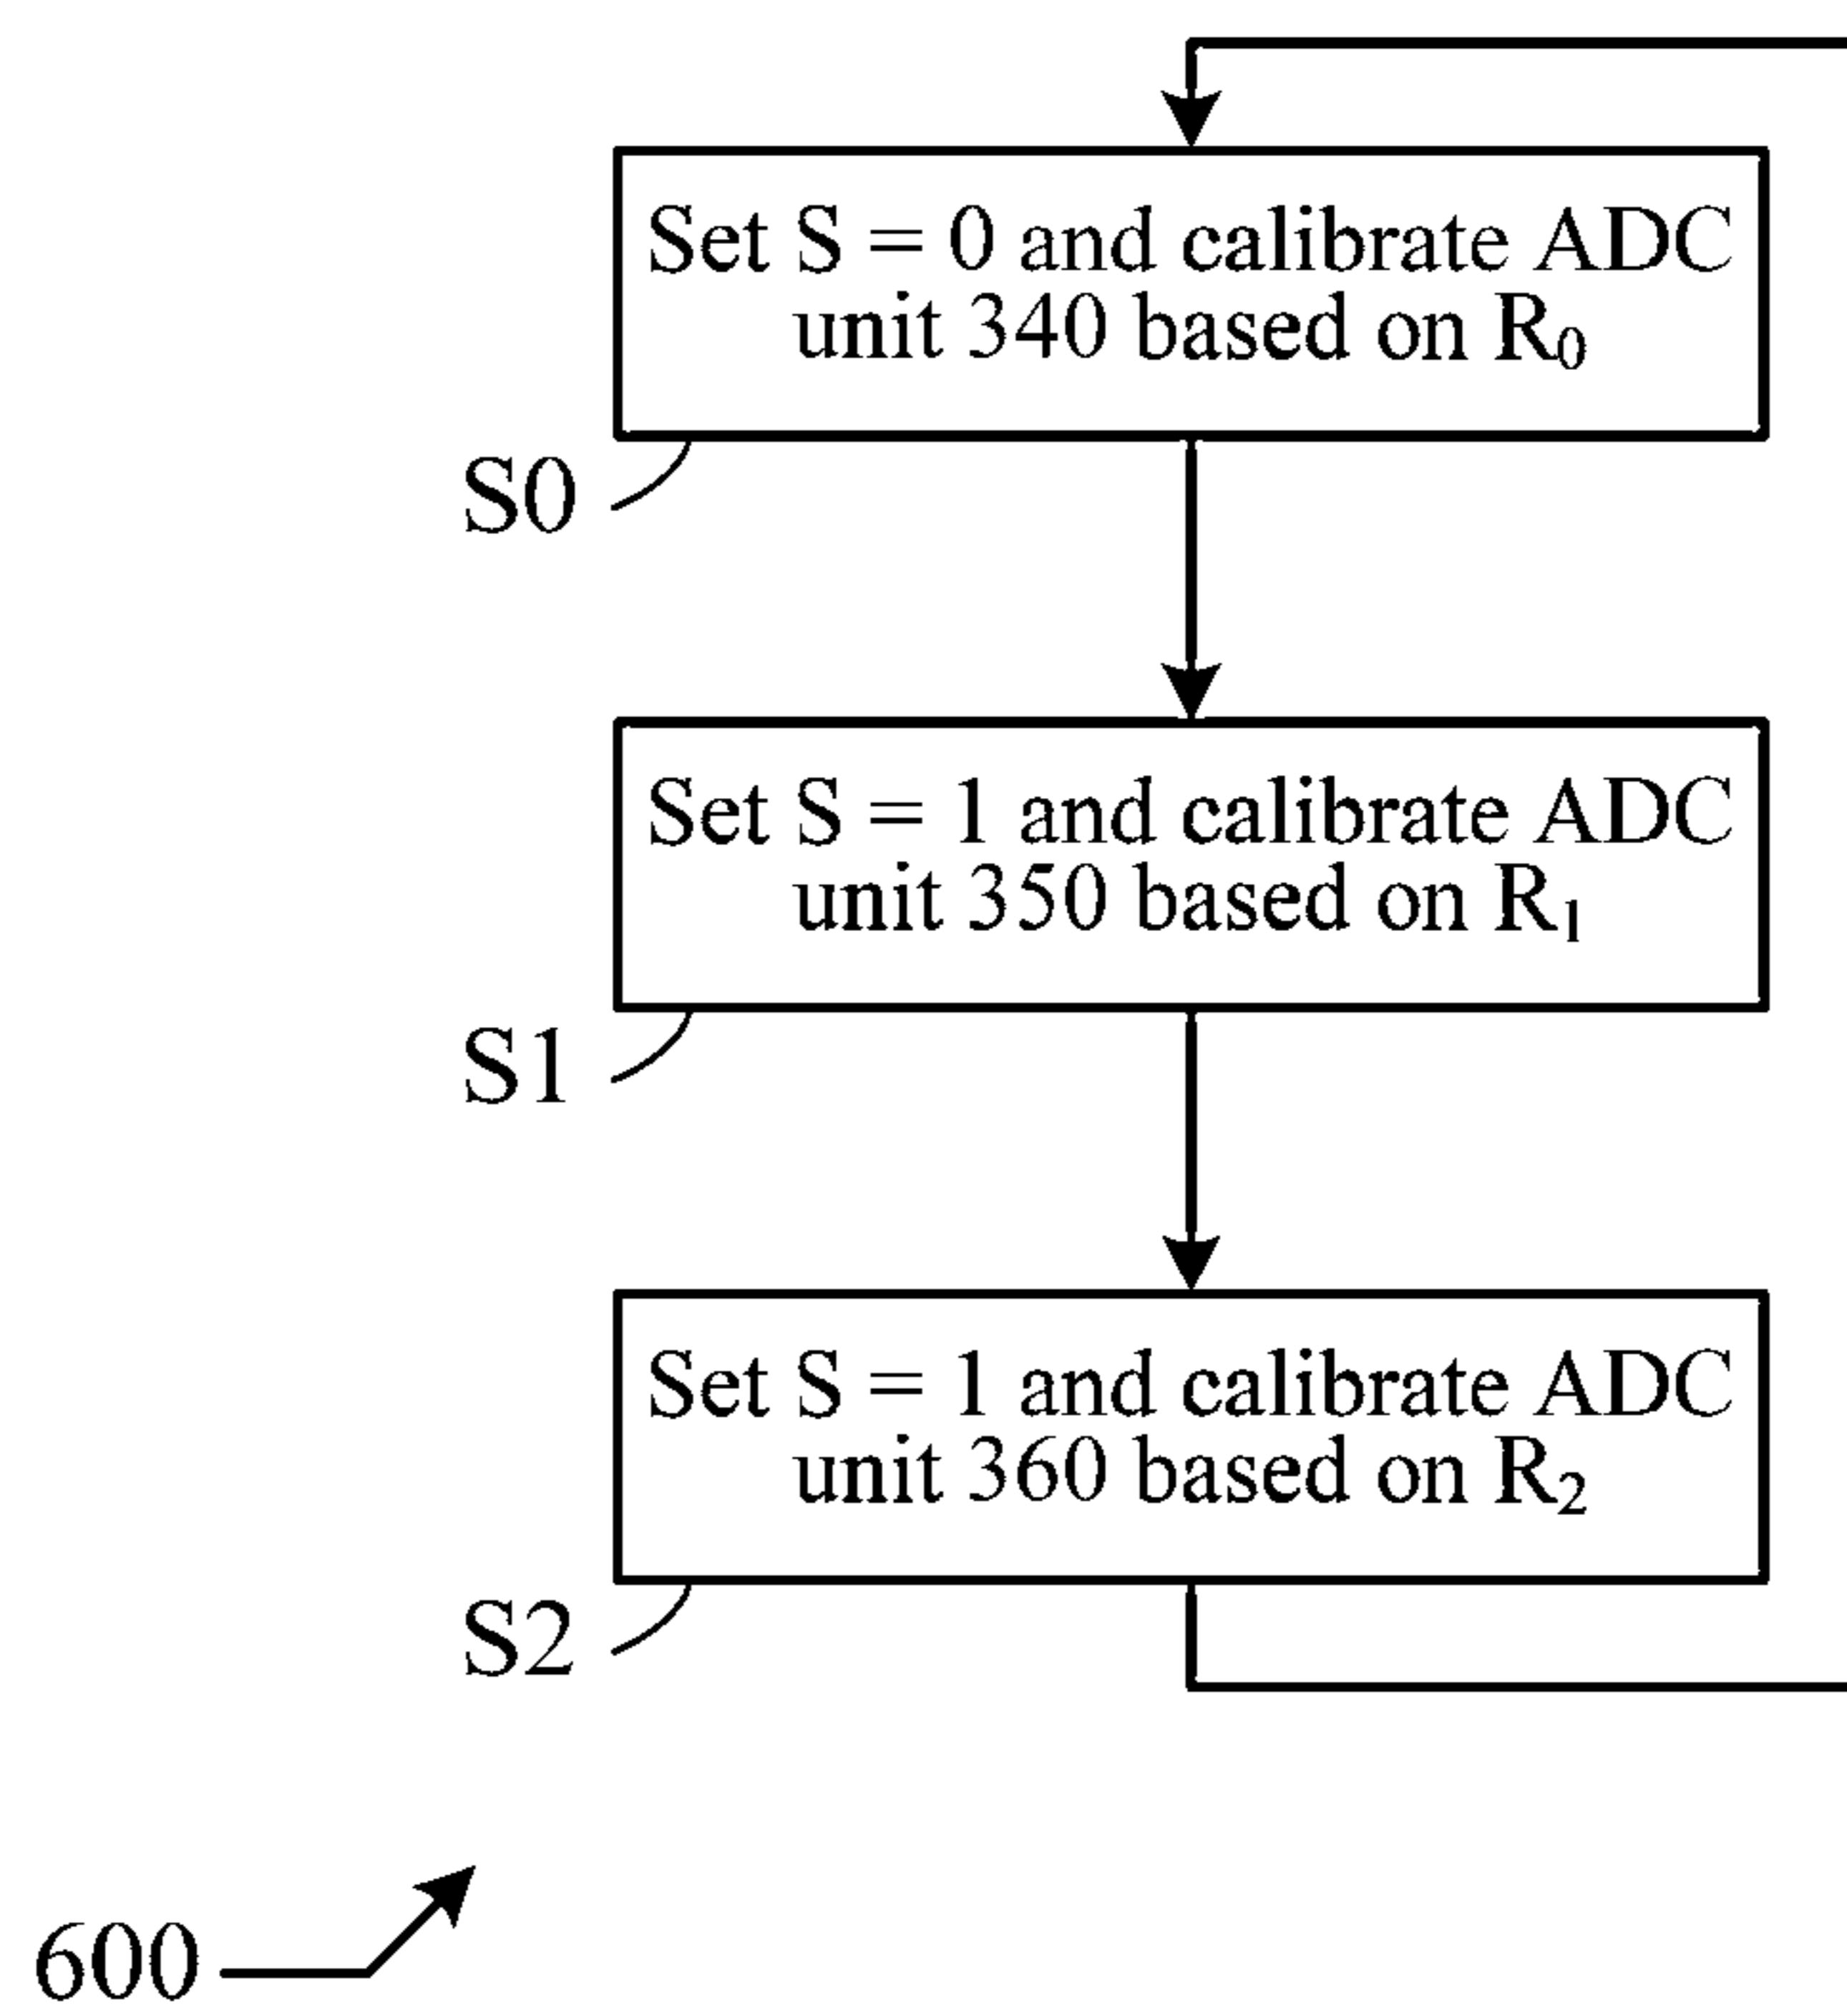 Set S = 0 and calibrate ADC
unit 340 based on R₀
S0
Set S = 1 and calibrate ADC
unit 350 based on R₁
S1
Set S = 1 and calibrate ADC
unit 360 based on R₂
S2
600